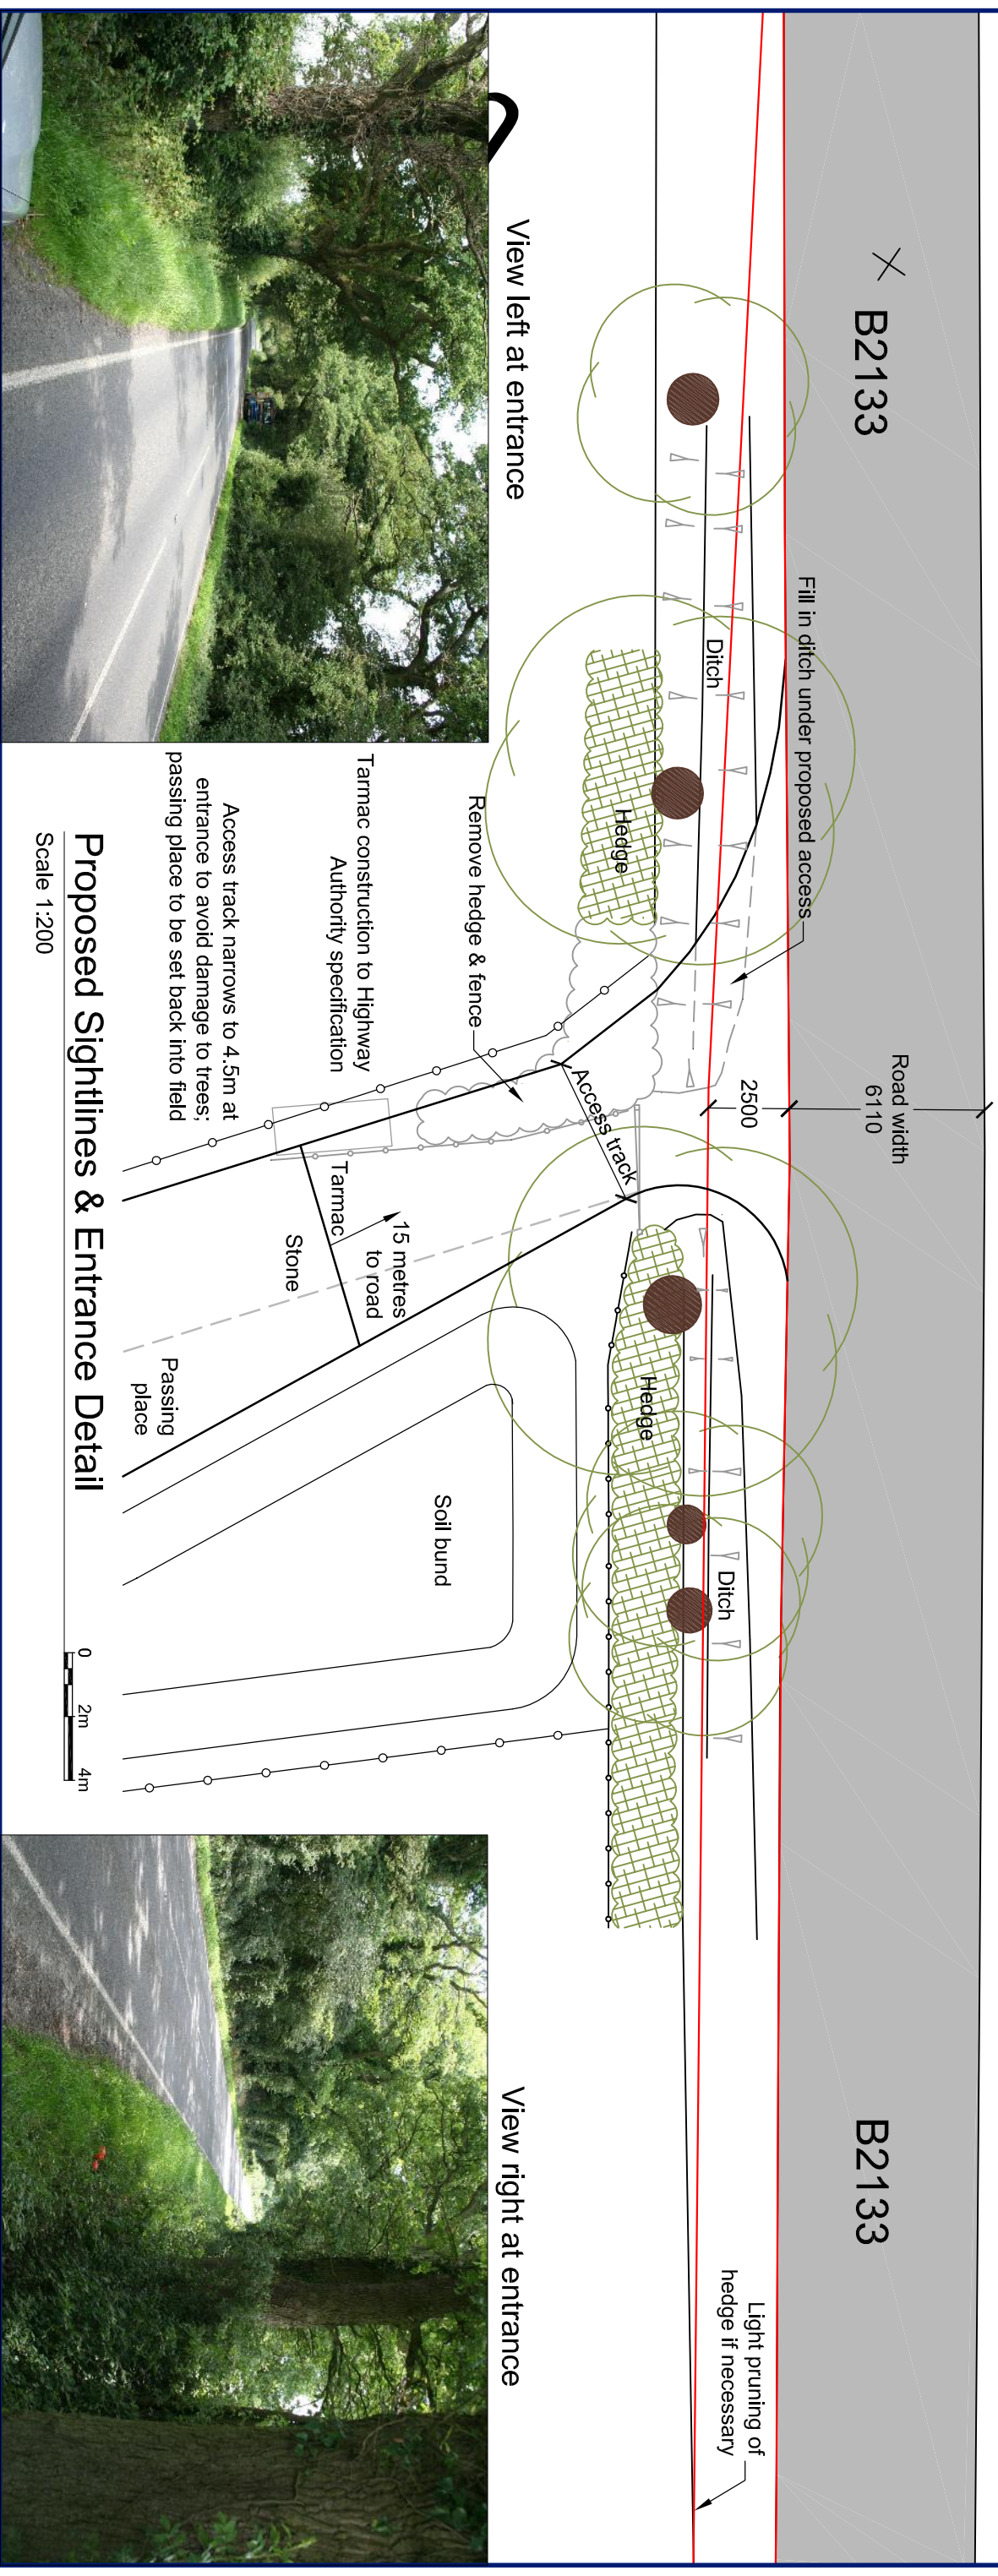 B2133
B2133
Road width
6110
2500
Fill in ditch under proposed access
Light pruning of
hedge if necessary
Ditch
Ditch
Hedge
Hedge
View left at entrance
View right at entrance
Access track
Remove hedge & fence
Tarmac construction to Highway
Authority specification
Access track narrows to 4.5m at
entrance to avoid damage to trees;
passing place to be set back into field
15 metres
to road
Tarmac
Stone
Passing
place
Soil bund
Proposed Sightlines & Entrance Detail
Scale 1:200
0
2m
4m